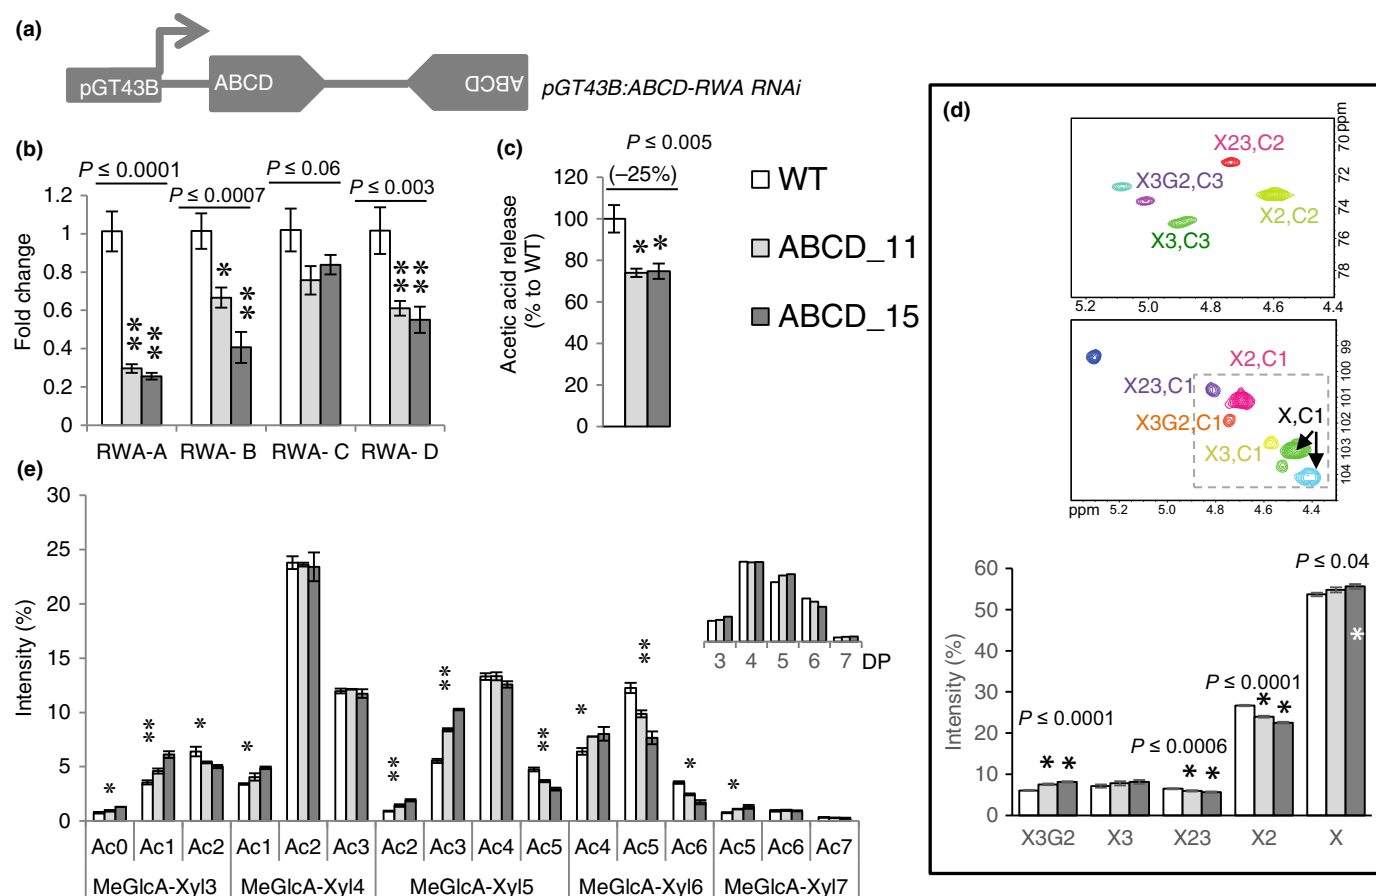 (a)
pGT43B
ABCD
ABCD
pGT43B:ABCD-RWA RNAi
(b)
P ≤ 0.0001
P ≤ 0.0007
P ≤ 0.06
P ≤ 0.003
Fold change
1.2
1
0.8
0.6
0.4
0.2
0
* *
* *
*
* *
* *
* *
RWA-A
RWA- B
RWA- C
RWA- D
(c)
P ≤ 0.005
(–25%)
Acetic acid release
(% to WT)
120
100
80
60
40
20
0
* *
WT
ABCD_11
ABCD_15
(d)
X23,C2
X3G2,C3
X2,C2
X3,C3
ppm
70
72
74
76
78
5.2 5.0 4.8 4.6 4.4
X2,C1
X23,C1
X3G2,C1
X,C1
X3,C1
99
100
101
102
103
104
ppm 5.2 5.0 4.8 4.6 4.4
Intensity (%)
60
50
40
30
20
10
0
P ≤ 0.0001
P ≤ 0.0006
P ≤ 0.0001
P ≤ 0.04
* *
* *
* *
*
X3G2 X3 X23 X2 X
(e)
Intensity (%)
30
25
20
15
10
5
0
*
**
*
*
**
**
**
*
**
*
*
3 4 5 6 7 DP
Ac0 Ac1 Ac2 Ac1 Ac2 Ac3 Ac2 Ac3 Ac4 Ac5 Ac4 Ac5 Ac6 Ac5 Ac6 Ac7
MeGlcA-Xyl3 MeGlcA-Xyl4 MeGlcA-Xyl5 MeGlcA-Xyl6 MeGlcA-Xyl7